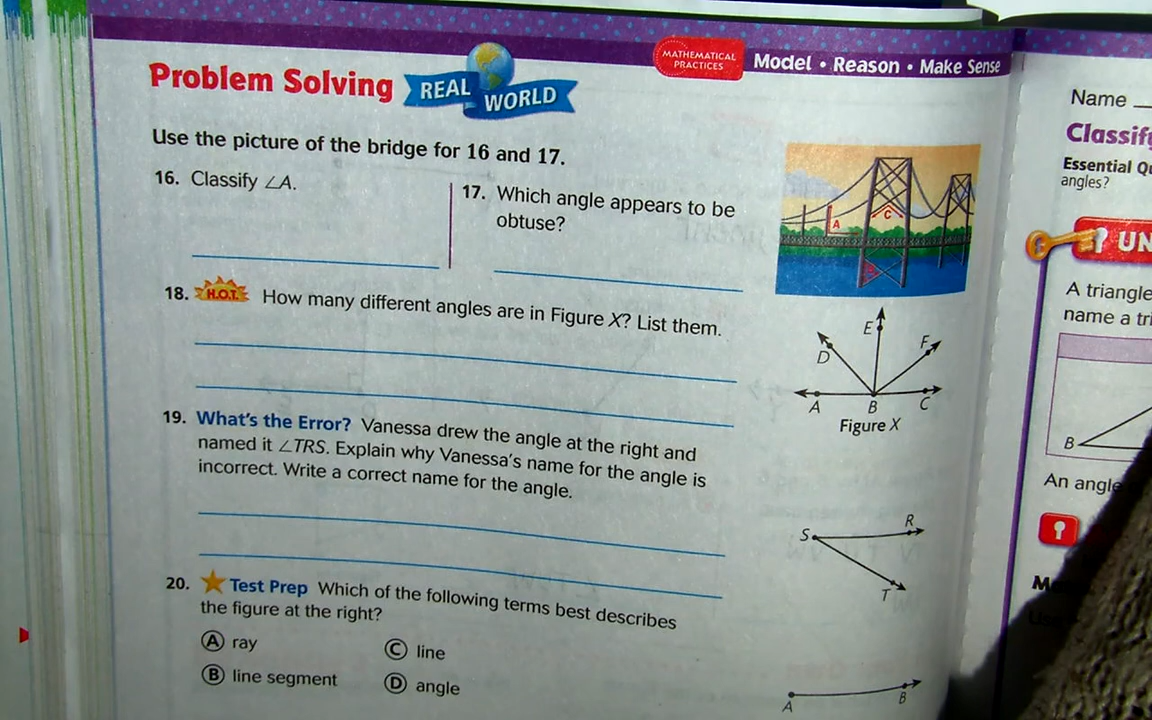 MATHEMATICAL
PRACTICES
Model • Reason • Make Sense
Problem Solving REAL WORLD
Use the picture of the bridge for 16 and 17.
16. Classify ∠A.
17. Which angle appears to be
obtuse?
A
C
18. H.O.T. How many different angles are in Figure X? List them.
E
D
F
A B C
Figure X
19. What's the Error? Vanessa drew the angle at the right and
named it ∠TRS. Explain why Vanessa's name for the angle is
incorrect. Write a correct name for the angle.
S R
T
20. Test Prep Which of the following terms best describes
the figure at the right?
A ray
B line segment
C line
D angle
A B
Name
Classify
Essential
angles?
UN
A triangle
name a
B
An angle